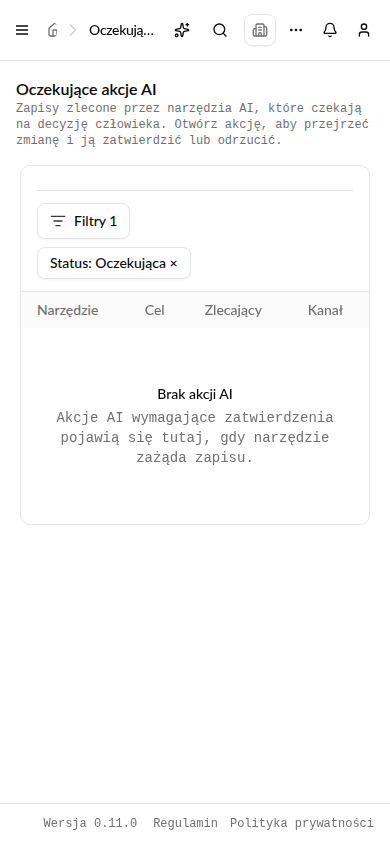 Oczekują...
Oczekujące akcje AI
Zapisy zlecone przez narzędzia AI, które czekają
na decyzję człowieka. Otwórz akcję, aby przejrzeć
zmianę i ją zatwierdzić lub odrzucić.
Filtry 1
Status: Oczekująca ×
Narzędzie Cel Zlecający Kanał
Brak akcji AI
Akcje AI wymagające zatwierdzenia
pojawią się tutaj, gdy narzędzie
zażąda zapisu.
Wersja 0.11.0 Regulamin Polityka prywatności